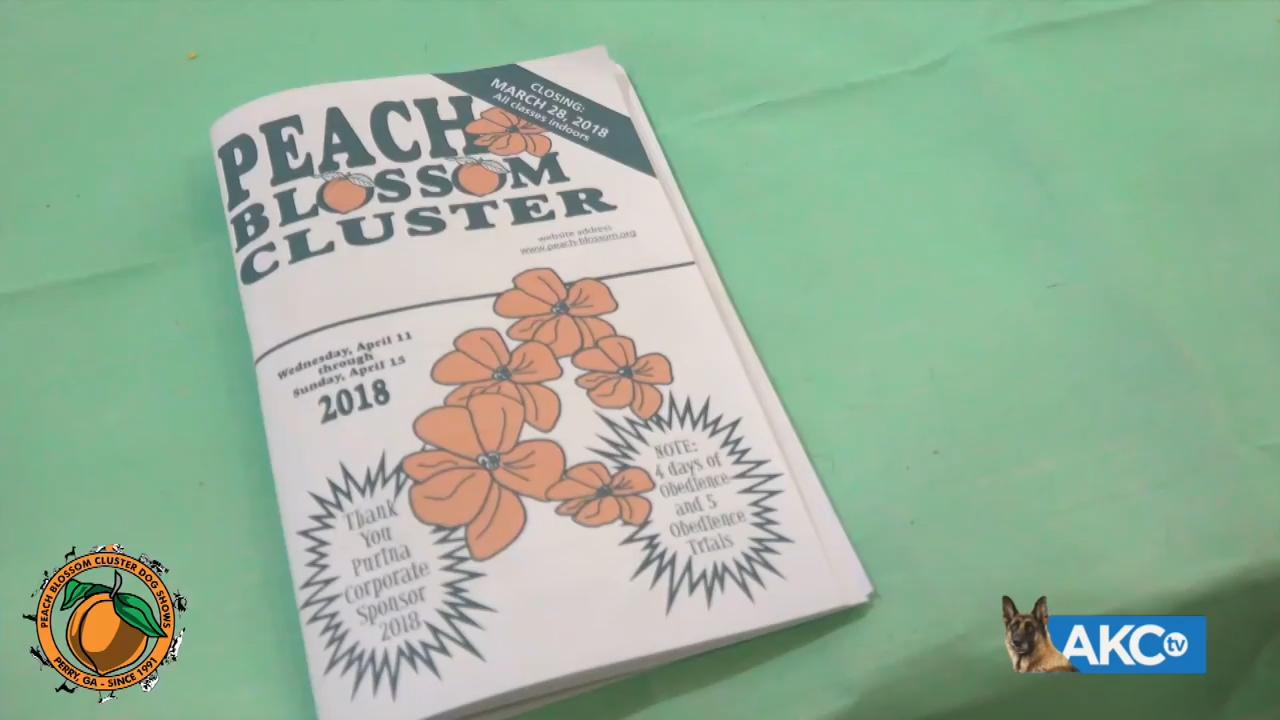 CLOSING:
MARCH 28, 2018
All classes indoors
PEACH
BLOSSOM
CLUSTER
website address
www.peach-blossom.org
Wednesday, April 11
through
Sunday, April 15
2018
NOTE:
4 days of
Obedience
and 5
Obedience
Trials
Thank
You
Purina
Corporate
Sponsor
2018
PEACH BLOSSOM CLUSTER DOG SHOWS
PERRY, GA - SINCE 1991
AKC tv